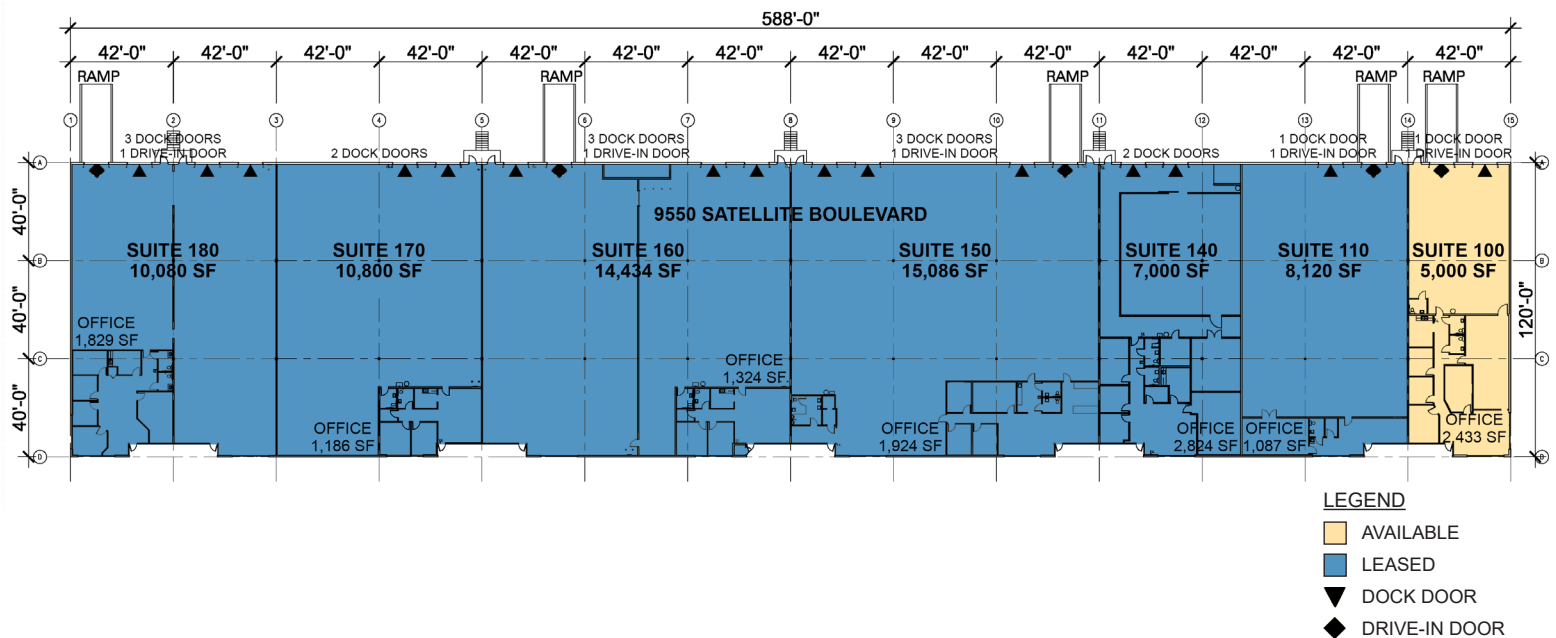 588'-0"
42'-0" 42'-0" 42'-0" 42'-0" 42'-0" 42'-0" 42'-0" 42'-0" 42'-0" 42'-0" 42'-0" 42'-0" 42'-0" 42'-0"
RAMP RAMP RAMP RAMP RAMP
1 2 3 4 5 6 7 8 9 10 11 12 13 14 15
3 DOCK DOORS
1 DRIVE-IN DOOR
2 DOCK DOORS
3 DOCK DOORS
1 DRIVE-IN DOOR
3 DOCK DOORS
1 DRIVE-IN DOOR
2 DOCK DOORS
1 DOCK DOOR
1 DRIVE-IN DOOR
1 DOCK DOOR
DRIVE-IN DOOR
A A
40'-0"
9550 SATELLITE BOULEVARD
SUITE 180
10,080 SF
SUITE 170
10,800 SF
SUITE 160
14,434 SF
SUITE 150
15,086 SF
SUITE 140
7,000 SF
SUITE 110
8,120 SF
SUITE 100
5,000 SF
B B
40'-0"
120'-0"
OFFICE
1,829 SF
C C
OFFICE
1,324 SF
40'-0"
OFFICE
1,186 SF
OFFICE
1,924 SF
OFFICE
2,824 SF
OFFICE
1,087 SF
OFFICE
2,433 SF
D D
LEGEND
AVAILABLE
LEASED
DOCK DOOR
DRIVE-IN DOOR